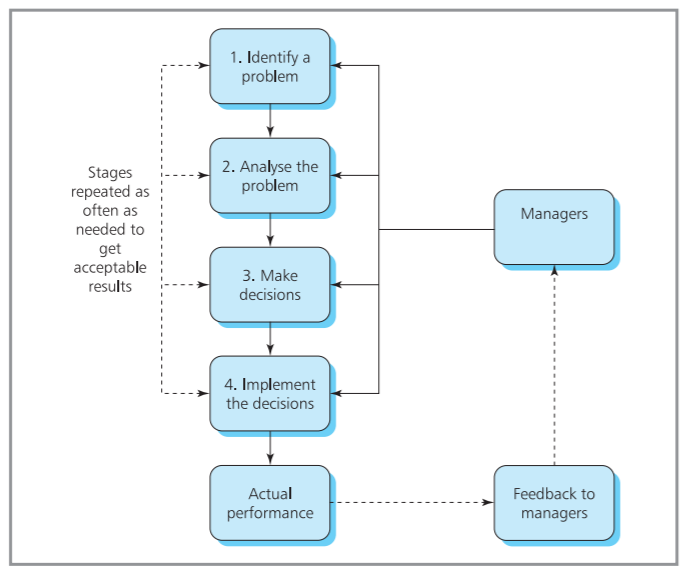 1. Identify a
problem
2. Analyse the
problem
Stages
repeated as
often as
needed to
get
acceptable
results
Managers
3. Make
decisions
4. Implement
the decisions
Actual
performance
Feedback to
managers